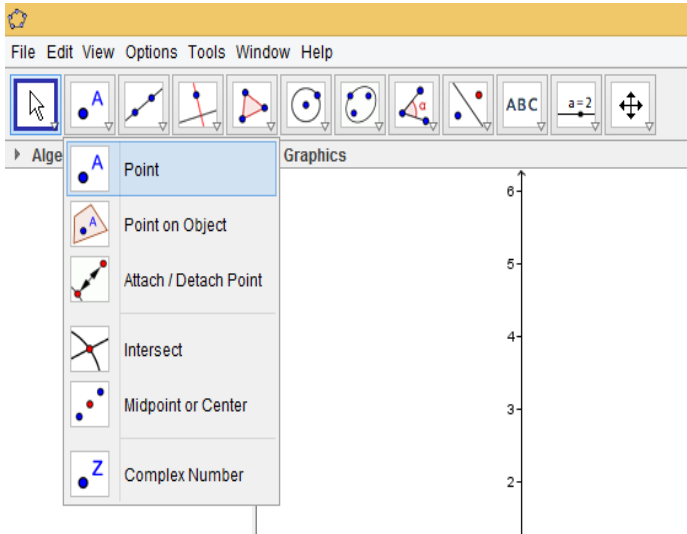 File Edit View Options Tools Window Help
A α ABC a=2
Alge Graphics
A Point
A Point on Object
Attach / Detach Point
Intersect
Midpoint or Center
Z Complex Number
6
5
4
3
2